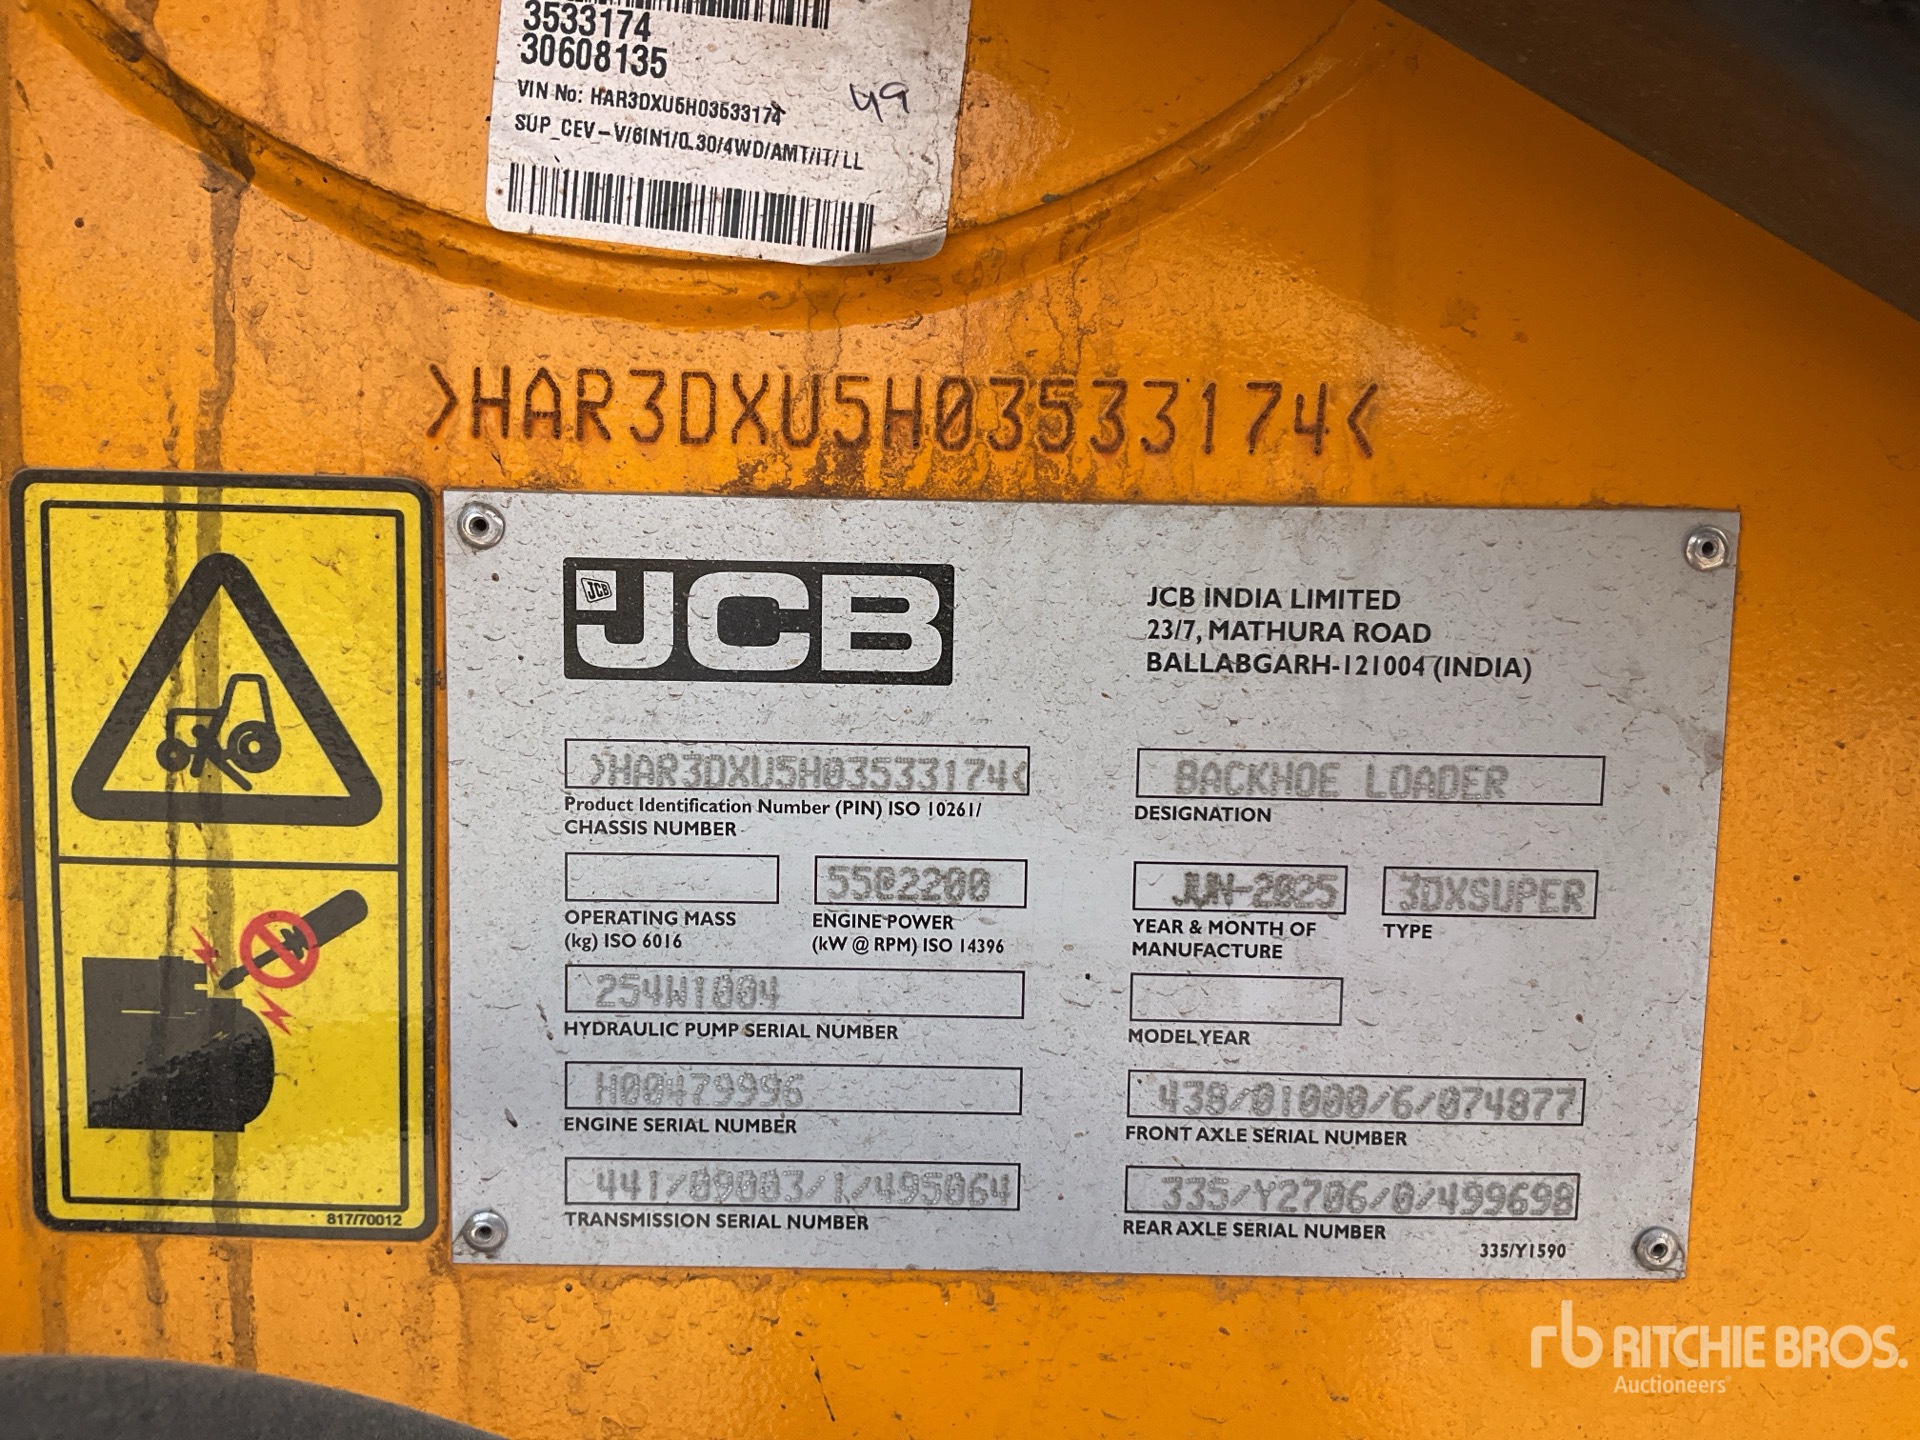 3533174
30608135
VIN No: HAR3DXU5H03533174
49
SUP_CEV-V/6IN1/0.30/4WD/AMT/IT/LL
>HAR3DXU5H03533174<
JCB
JCB
JCB INDIA LIMITED
23/7, MATHURA ROAD
BALLABGARH-121004 (INDIA)
>HAR3DXU5H03533174<
Product Identification Number (PIN) ISO 10261/
CHASSIS NUMBER
BACKHOE LOADER
DESIGNATION
OPERATING MASS
(kg) ISO 6016
55@2200
ENGINE POWER
(kW @ RPM) ISO 14396
JUN-2025
YEAR & MONTH OF
MANUFACTURE
3DXSUPER
TYPE
254W1004
HYDRAULIC PUMP SERIAL NUMBER
MODEL YEAR
H00479996
ENGINE SERIAL NUMBER
438/01000/6/074877
FRONT AXLE SERIAL NUMBER
441/09003/1/495064
TRANSMISSION SERIAL NUMBER
335/Y2706/0/499698
REAR AXLE SERIAL NUMBER
335/Y1590
817/70012
rb RITCHIE BROS.
Auctioneers